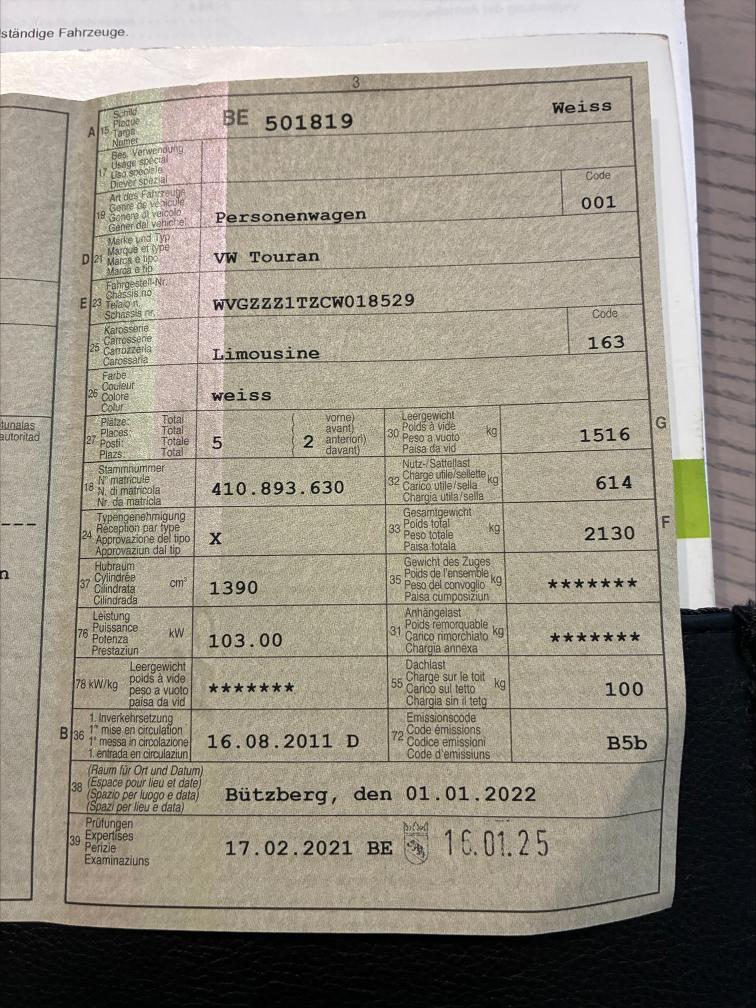 ständige Fahrzeuge.
3
A 15 Schild
Plaque
Targa
Numer
BE 501819 Weiss
17 Bes. Verwendung
Usage spécial
Uso speciale
Diever spezial
19 Art des Fahrzeugs
Genre de véhicule
Genere di veicolo
Gener dal vehichel
Personenwagen
Code
001
D 21 Marke und Typ
Marque et type
Marca e tipo
Marca e tip
VW Touran
E 23 Fahrgestell-Nr.
Châssis no
Telaio n.
Schassis nr.
WVGZZZ1TZCW018529
25 Karosserie
Carrosserie
Carrozzeria
Carossaria
Limousine
Code
163
26 Farbe
Couleur
Colore
Colur
weiss
27 Plätze: Total
Places: Total
Posti: Totale
Plazs: Total
5
2
vorne)
avant)
anteriori)
davant)
30 Leergewicht
Poids à vide
Peso a vuoto
Paisa da vid
kg
1516
G
18 Stammnummer
N° matricule
N. di matricola
Nr. da matricla
410.893.630
32 Nutz-/Sattellast
Charge utile/sellette
Carico utile/sella
Chargia utila/sella
kg
614
24 Typengenehmigung
Réception par type
Approvazione del tipo
Approvaziun dal tip
X
33 Gesamtgewicht
Poids total
Peso totale
Paisa totala
kg
2130
F
37 Hubraum
Cylindrée
Cilindrata
Cilindrada
cm³
1390
35 Gewicht des Zuges
Poids de l'ensemble
Peso del convoglio
Paisa cumposiziun
kg
*******
76 Leistung
Puissance
Potenza
Prestaziun
kW
103.00
31 Anhängelast
Poids remorquable
Carico rimorchiato
Chargia annexa
kg
*******
78 kW/kg
Leergewicht
poids à vide
peso a vuoto
paisa da vid
*******
55 Dachlast
Charge sur le toit
Carico sul tetto
Chargia sin il tetg
kg
100
B 36 1. Inverkehrsetzung
1re mise en circulation
1a messa in circolazione
1. entrada en circulaziun
16.08.2011 D
72 Emissionscode
Code émissions
Codice emissioni
Code d'emissiuns
B5b
38 (Raum für Ort und Datum)
(Espace pour lieu et date)
(Spazio per luogo e data)
(Spazi per lieu e data)
Bützberg, den 01.01.2022
39 Prüfungen
Expertises
Perizie
Examinaziuns
17.02.2021 BE 16.01.25
tunalas
autoritad
---
n